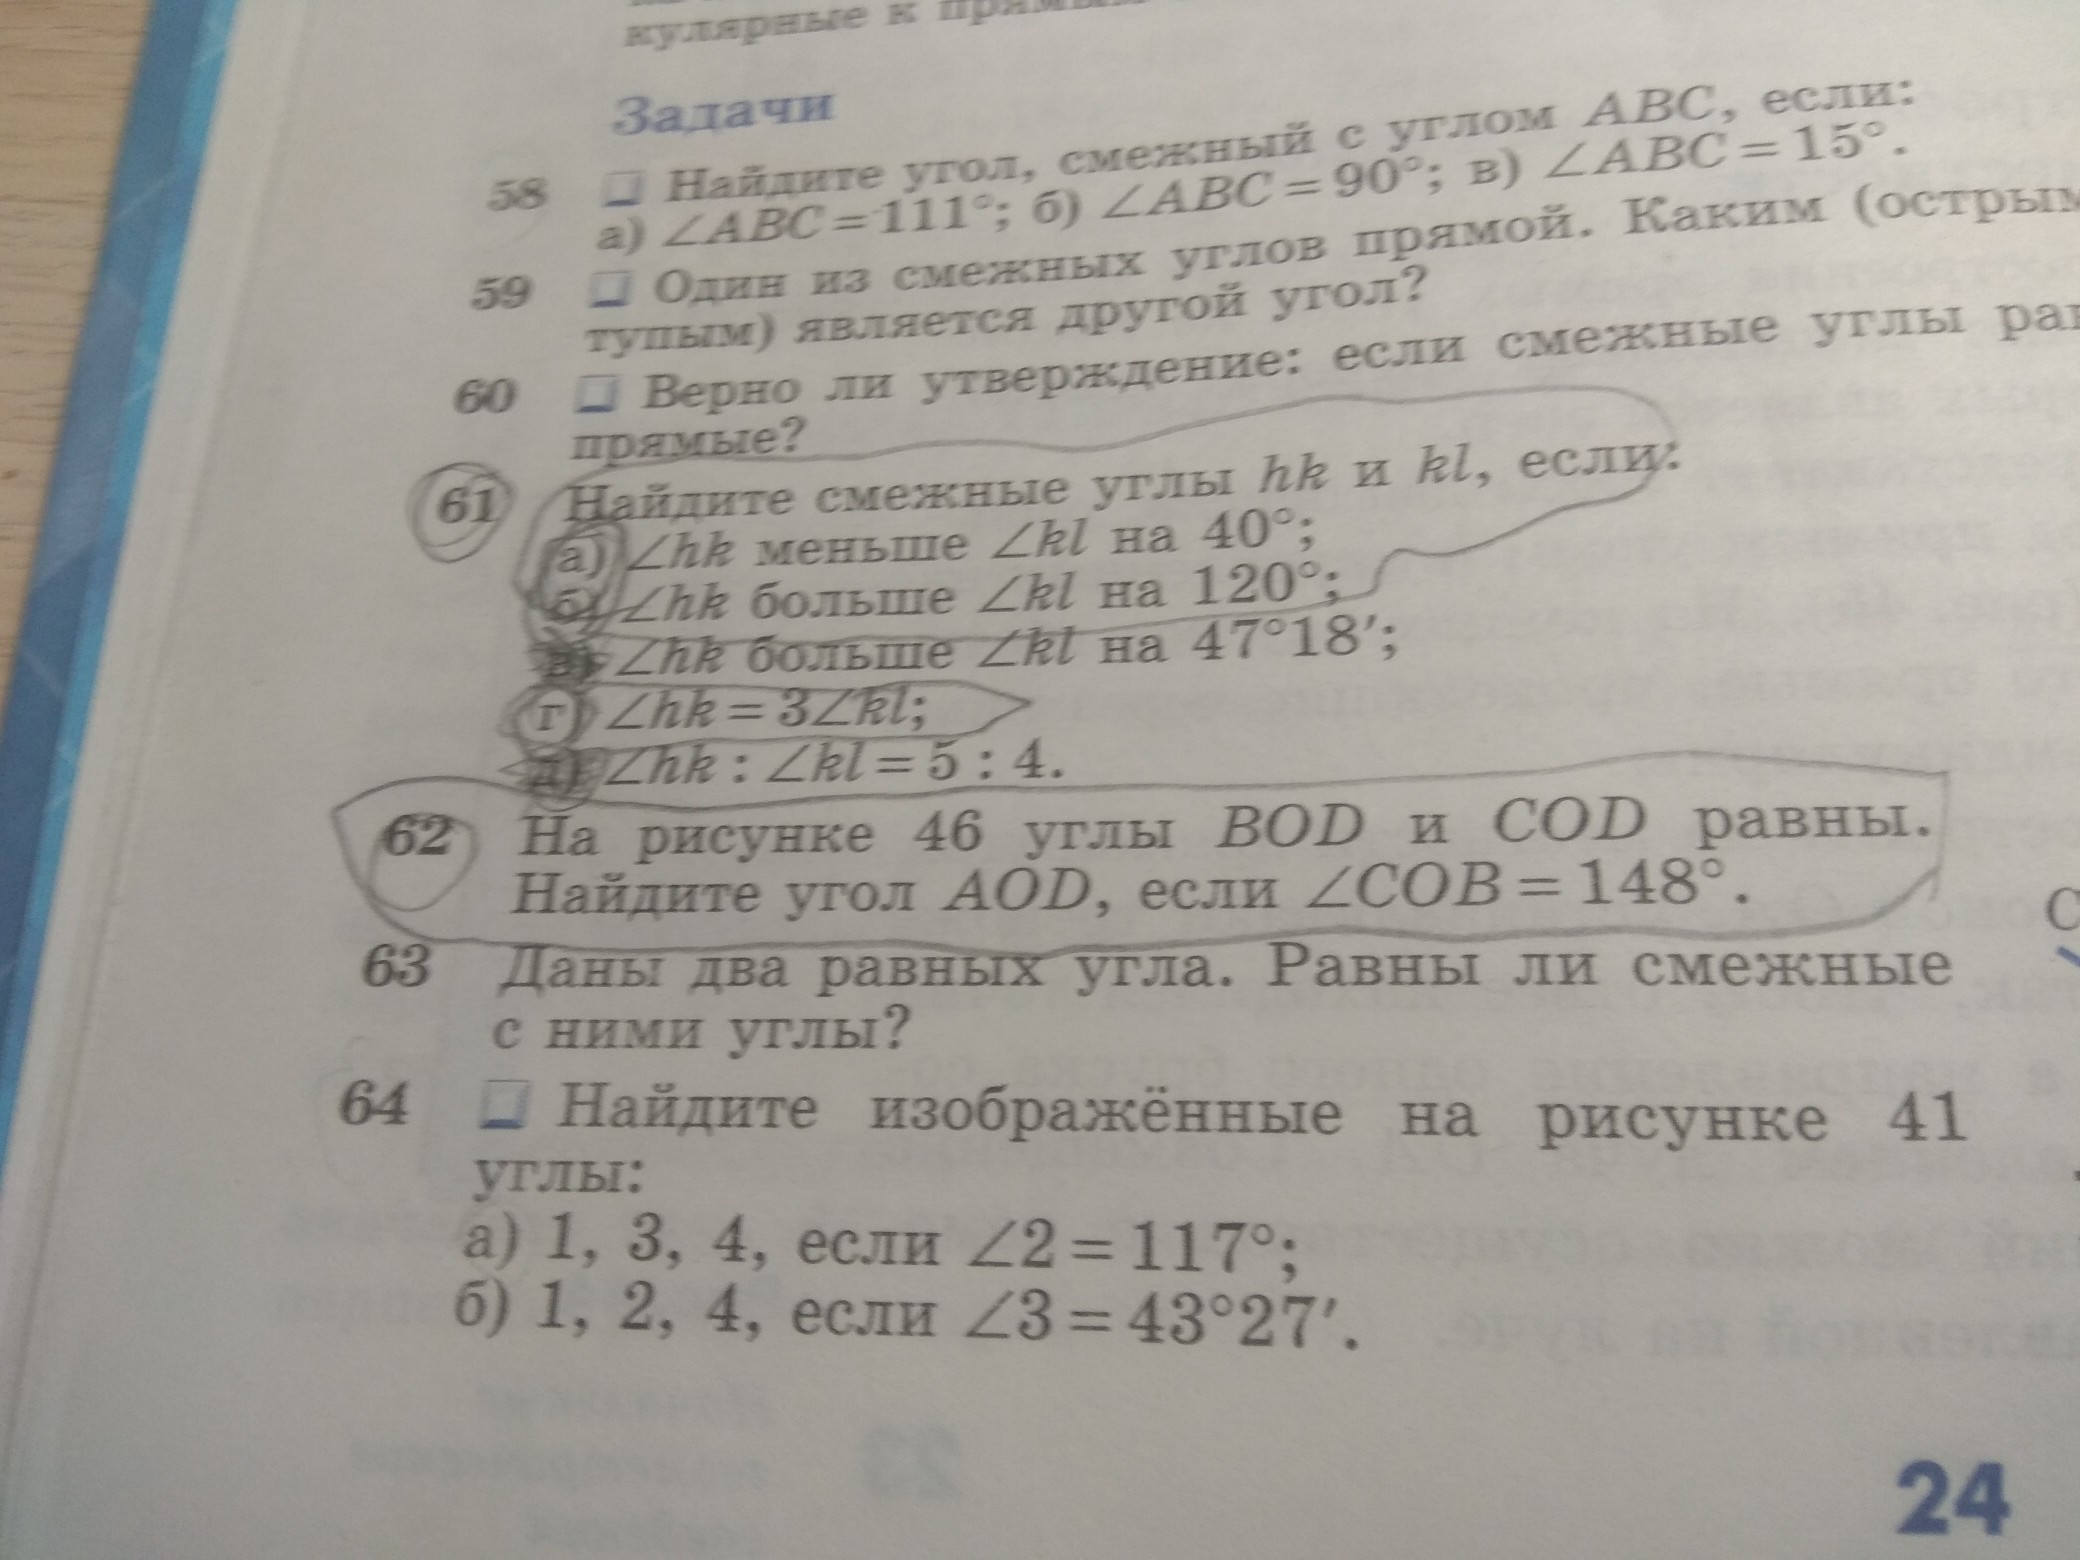 кулярные к
Задачи
58 Найдите угол, смежный с углом ABC, если:
а) ∠ABC = 111°; б) ∠ABC = 90°; в) ∠ABC = 15°.
59 Один из смежных углов прямой. Каким (острым
тупым) является другой угол?
60 Верно ли утверждение: если смежные углы
прямые?
61 Найдите смежные углы hk и kl, если:
а) ∠hk меньше ∠kl на 40°;
б) ∠hk больше ∠kl на 120°;
в) ∠hk больше ∠kl на 47°18′;
г) ∠hk = 3∠kl;
д) ∠hk : ∠kl = 5 : 4.
62 На рисунке 46 углы BOD и COD равны.
Найдите угол AOD, если ∠COB = 148°.
63 Даны два равных угла. Равны ли смежные
с ними углы?
64 Найдите изображённые на рисунке 41
углы:
а) 1, 3, 4, если ∠2 = 117°;
б) 1, 2, 4, если ∠3 = 43°27′.
24